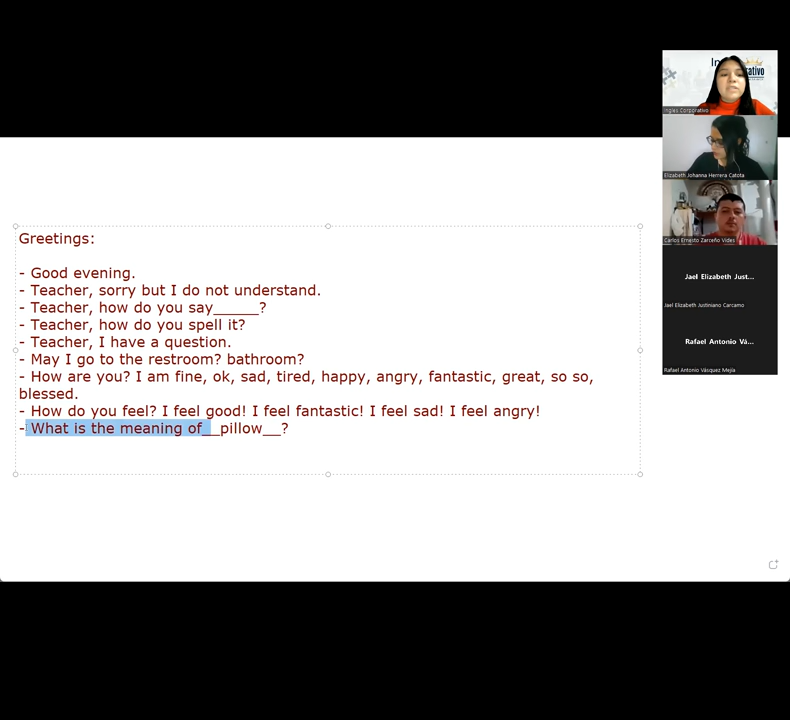 Greetings:
- Good evening.
- Teacher, sorry but I do not understand.
- Teacher, how do you say_____?
- Teacher, how do you spell it?
- Teacher, I have a question.
- May I go to the restroom? bathroom?
- How are you? I am fine, ok, sad, tired, happy, angry, fantastic, great, so so,
blessed.
- How do you feel? I feel good! I feel fantastic! I feel sad! I feel angry!
- What is the meaning of__pillow__?
Inglés Corporativo
Elizabeth Johanna Herrera Catota
Carlos Ernesto Zarceño Vides
Jael Elizabeth Just...
Jael Elizabeth Justiniano Carcamo
Rafael Antonio Vá...
Rafael Antonio Vásquez Mejía